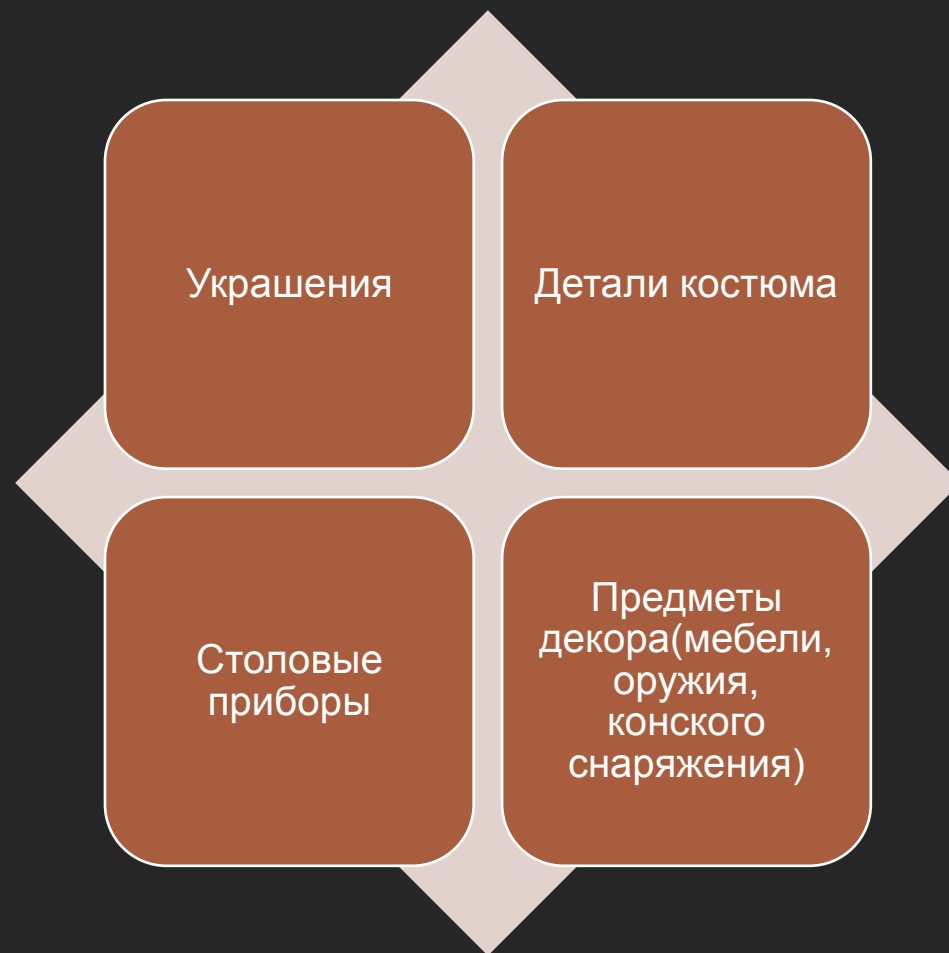 Украшения
Детали костюма
Столовые
приборы
Предметы
декора(мебели,
оружия,
конского
снаряжения)